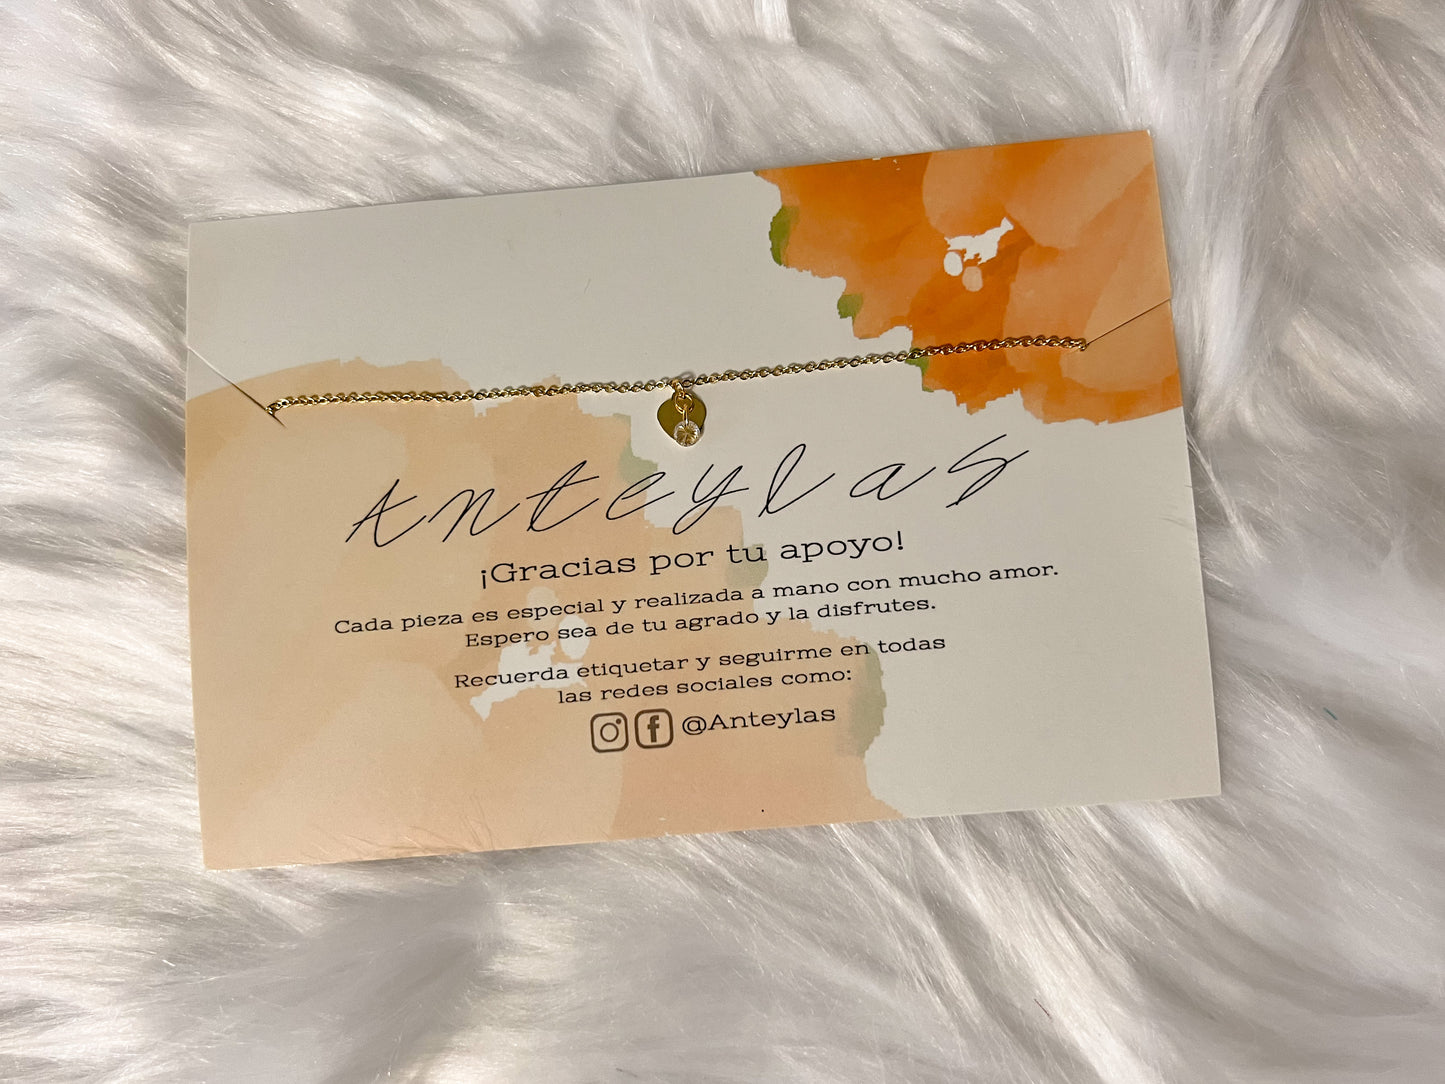 Anteylas
¡Gracias por tu apoyo!
Cada pieza es especial y realizada a mano con mucho amor.
Espero sea de tu agrado y la disfrutes.
Recuerda etiquetar y seguirme en todas
las redes sociales como:
@Anteylas